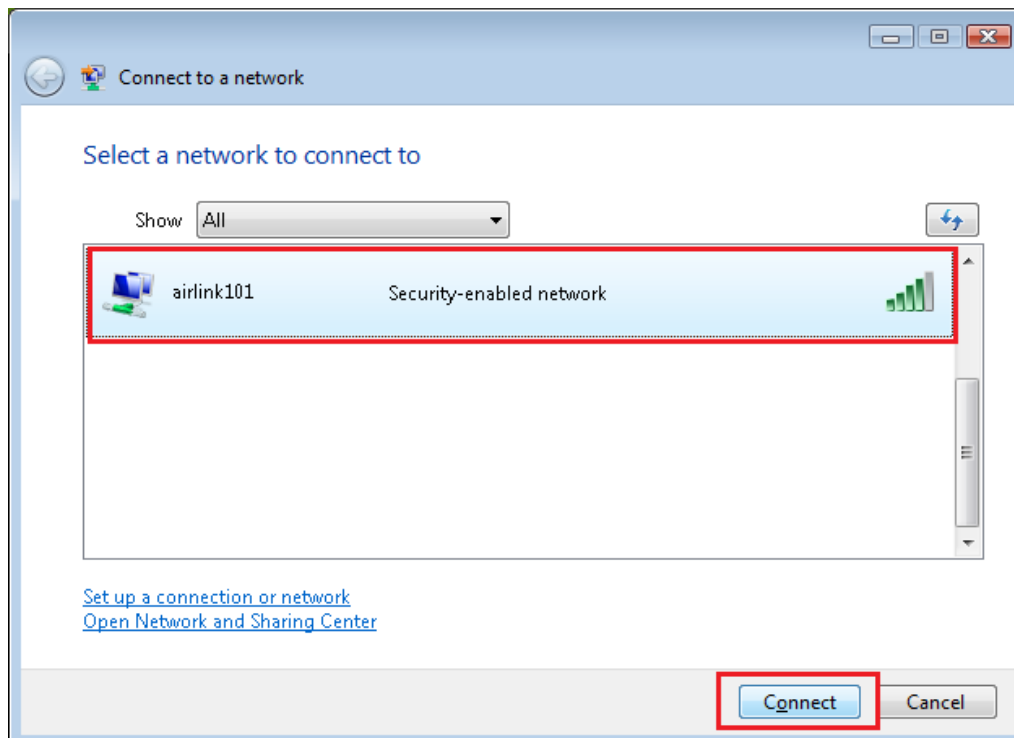 Connect to a network
Select a network to connect to
Show All
airlink101 Security-enabled network
Set up a connection or network
Open Network and Sharing Center
Connect Cancel